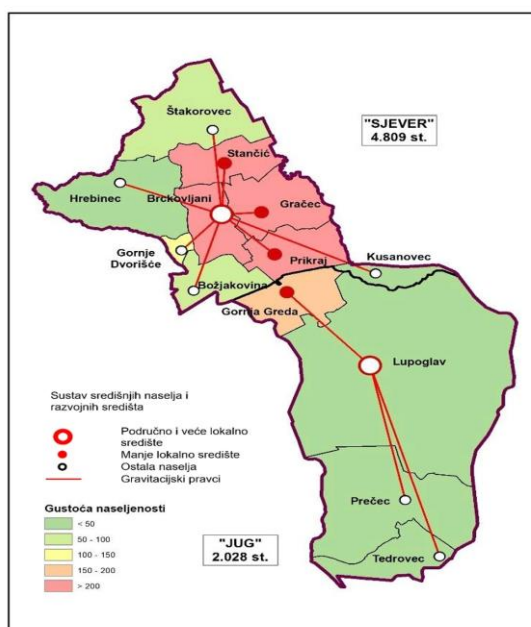 Štakorovec
"SJEVER"
4.809 st.
Stančić
Hrebinec
Brckovljani
Gračec
Gornje
Dvorišće
Prikraj
Kusanovec
Božjakovina
Gornja Greda
Lupoglav
Sustav središnjih naselja i
razvojnih središta
Područno i veće lokalno
središte
Manje lokalno središte
Ostala naselja
Gravitacijski pravci
Prečec
Gustoća naseljenosti
< 50
50 - 100
100 - 150
150 - 200
> 200
"JUG"
2.028 st.
Tedrovec